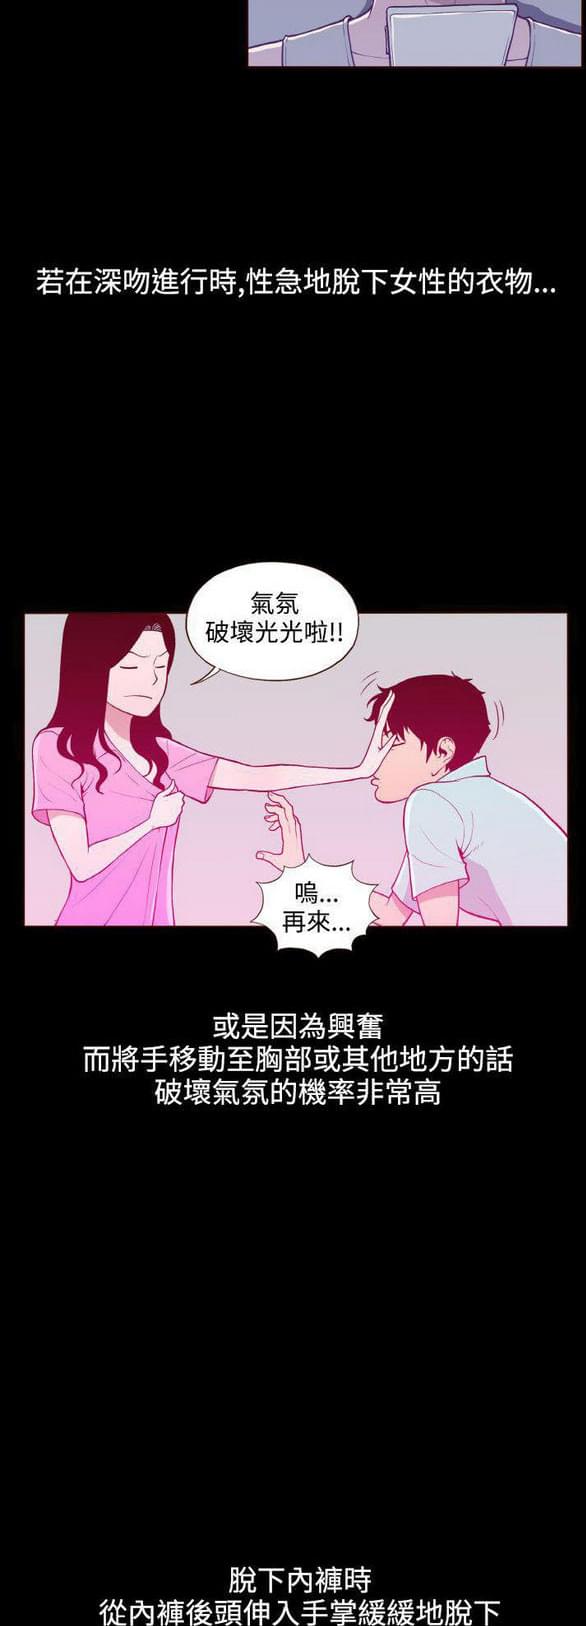 若在深吻進行時,性急地脫下女性的衣物...
氣氛
破壞光光啦!!
嗚...
再來...
或是因為興奮
而將手移動至胸部或其他地方的話
破壞氣氛的機率非常高
脫下內褲時
從內褲後頭伸入手掌緩緩地脫下